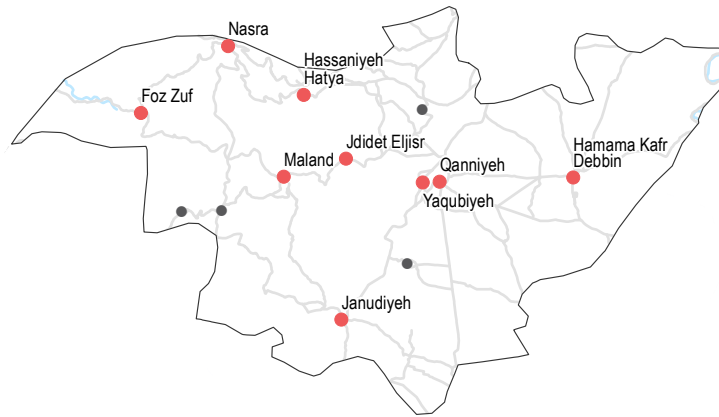 Nasra
Hassaniyeh
Hatya
Foz Zuf
Jdidet Eljisr
Maland
Qanniyeh
Hamama Kafr
Debbin
Yaqubiyeh
Janudiyeh